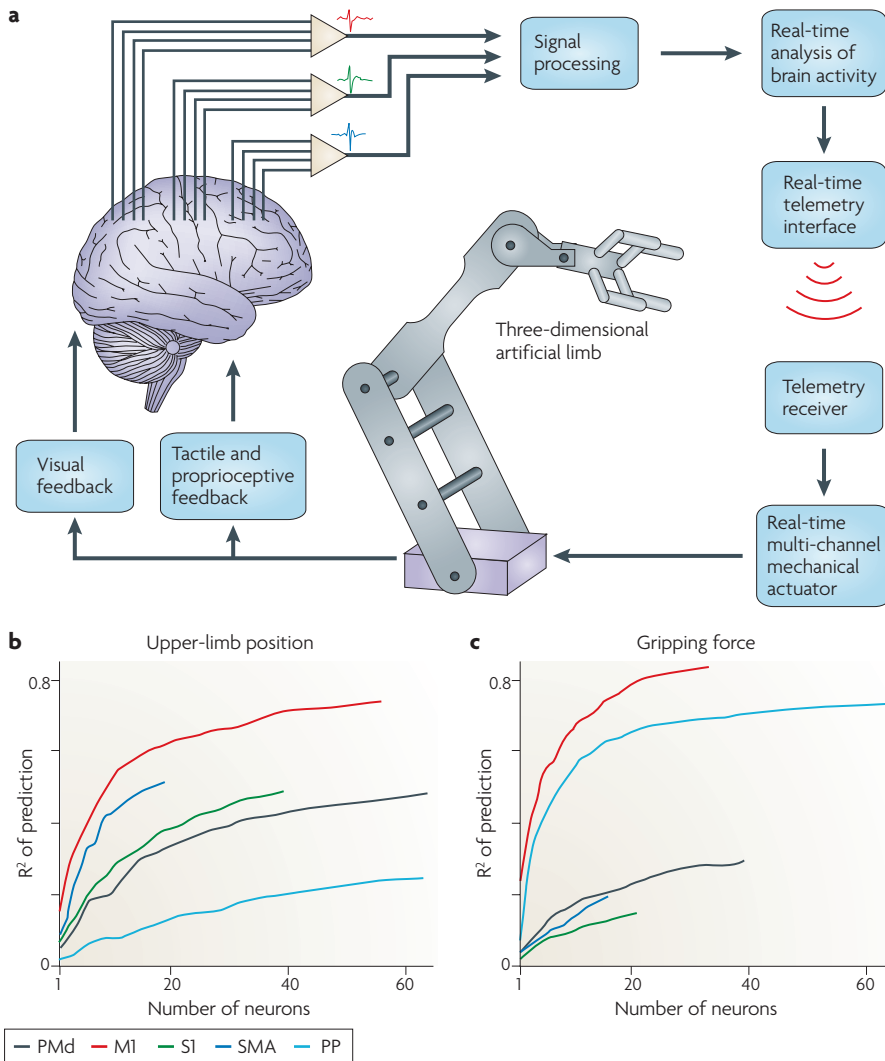 a
Signal
processing
Real-time
analysis of
brain activity
Real-time
telemetry
interface
Three-dimensional
artificial limb
Telemetry
receiver
Visual
feedback
Tactile and
proprioceptive
feedback
Real-time
multi-channel
mechanical
actuator
b
Upper-limb position
0.8
R² of prediction
0
1
20
40
60
Number of neurons
c
Gripping force
0.8
R² of prediction
0
1
20
40
60
Number of neurons
PMd M1 S1 SMA PP